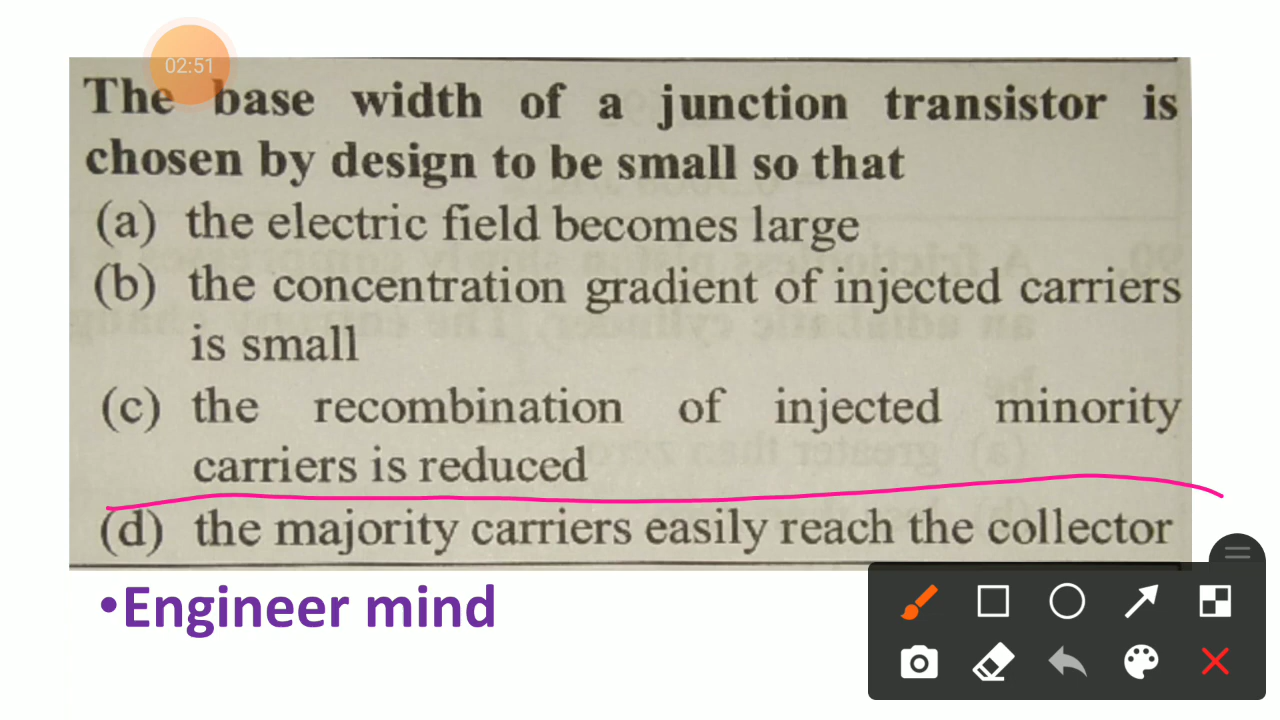 02:51
The base width of a junction transistor is
chosen by design to be small so that
(a) the electric field becomes large
(b) the concentration gradient of injected carriers
is small
(c) the recombination of injected minority
carriers is reduced
(d) the majority carriers easily reach the collector
•Engineer mind